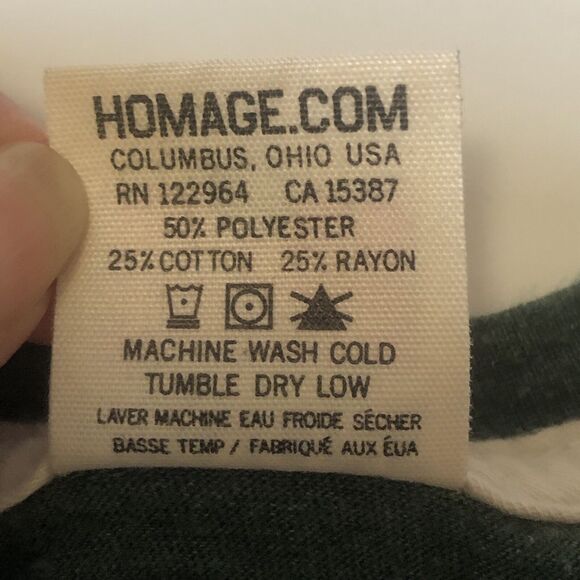 HOMAGE.COM
COLUMBUS, OHIO USA
RN 122964 CA 15387
50% POLYESTER
25% COTTON 25% RAYON
MACHINE WASH COLD
TUMBLE DRY LOW
LAVER MACHINE EAU FROIDE SÉCHER
BASSE TEMP / FABRIQUÉ AUX ÉUA